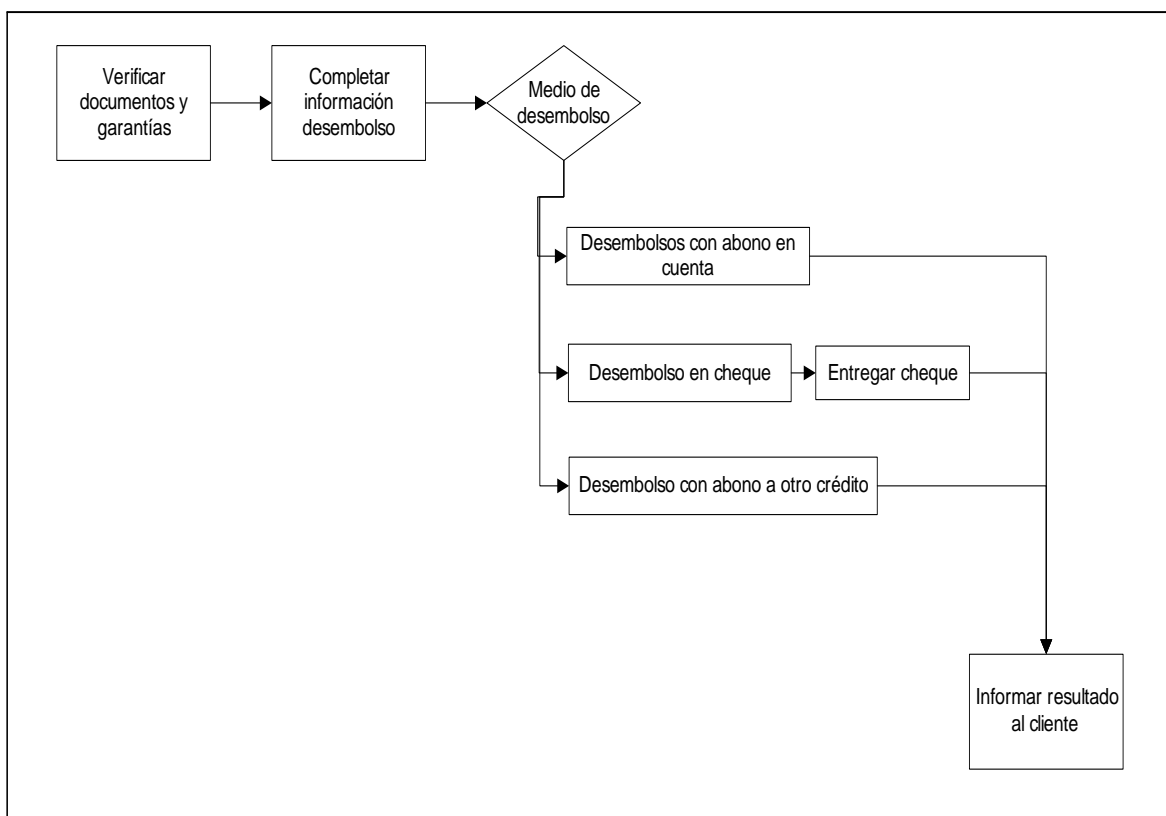 Verificar
documentos y
garantías
Completar
información
desembolso
Medio de
desembolso
Desembolsos con abono en
cuenta
Desembolso en cheque
Entregar cheque
Desembolso con abono a otro crédito
Informar resultado
al cliente